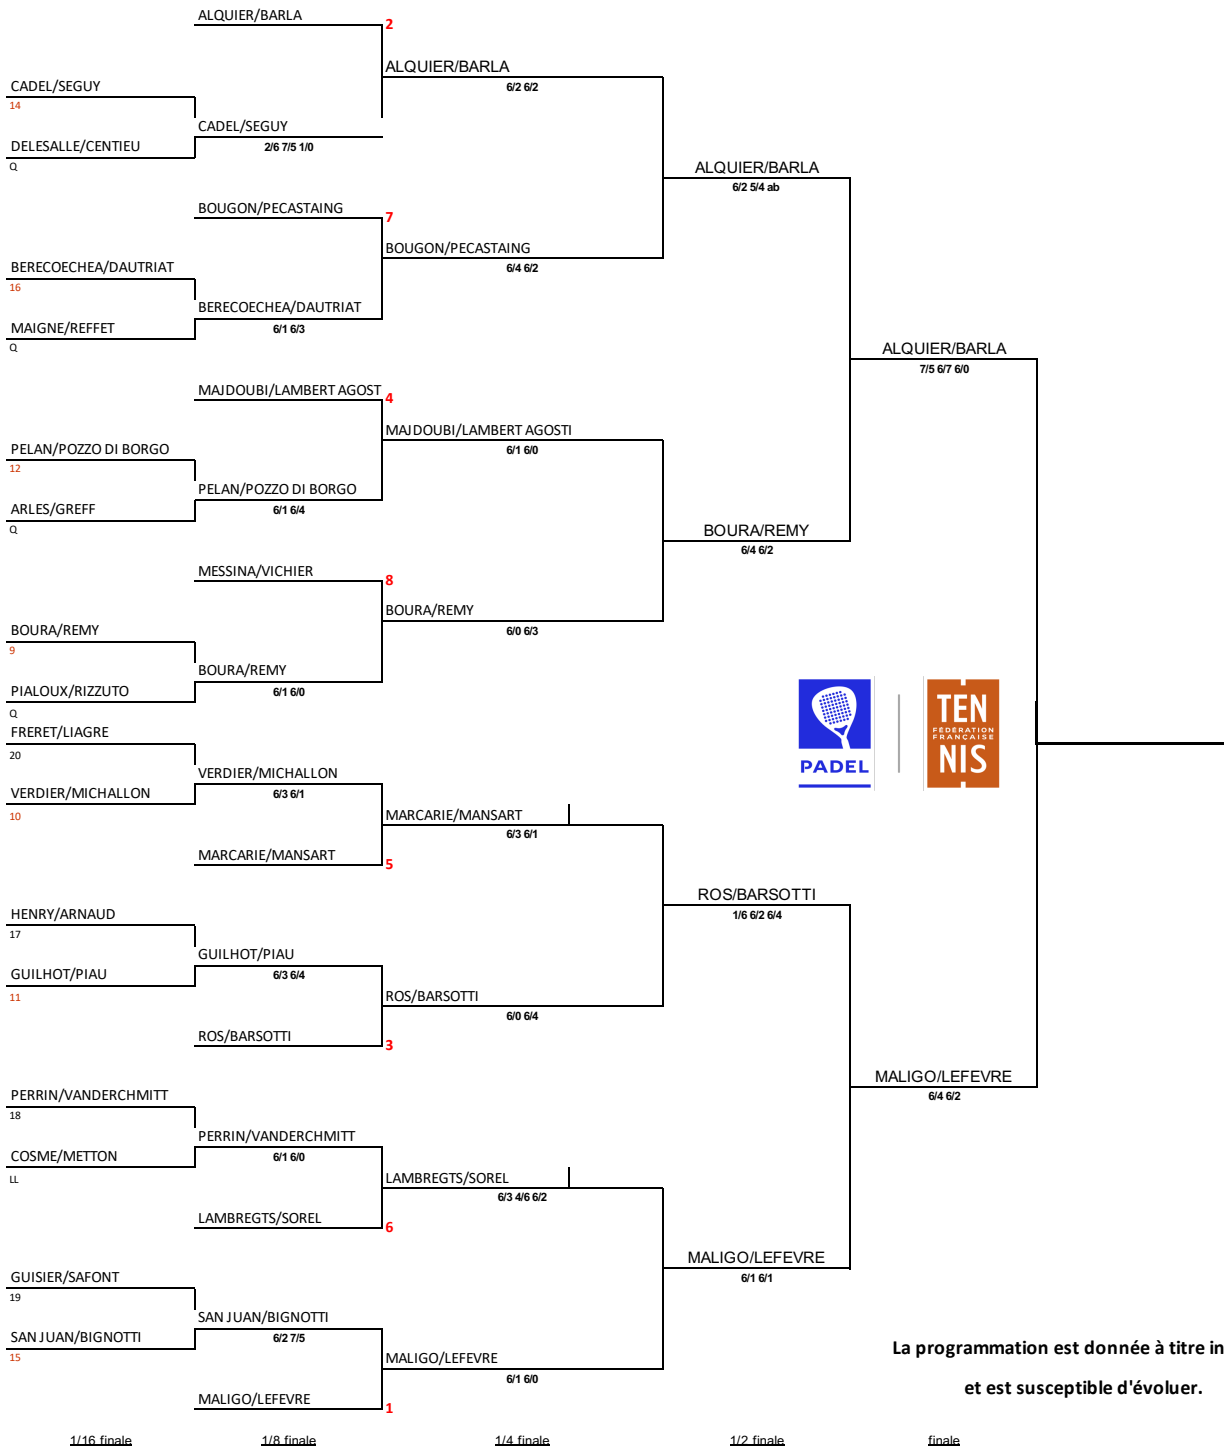 ALQUIER/BARLA
2
ALQUIER/BARLA
6/2 6/2
CADEL/SEGUY
14
CADEL/SEGUY
2/6 7/5 1/0
DELESALLE/CENTIEU
Q
ALQUIER/BARLA
6/2 5/4 ab
BOUGON/PECASTAING
7
BOUGON/PECASTAING
6/4 6/2
BERECOECHEA/DAUTRIAT
16
BERECOECHEA/DAUTRIAT
6/1 6/3
MAIGNE/REFFET
Q
ALQUIER/BARLA
7/5 6/7 6/0
MAJDOUBI/LAMBERT AGOST
4
MAJDOUBI/LAMBERT AGOSTI
6/1 6/0
PELAN/POZZO DI BORGO
12
PELAN/POZZO DI BORGO
6/1 6/4
ARLES/GREFF
Q
BOURA/REMY
6/4 6/2
MESSINA/VICHIER
8
BOURA/REMY
6/0 6/3
BOURA/REMY
9
BOURA/REMY
6/1 6/0
PIALOUX/RIZZUTO
Q
FRERET/LIAGRE
20
PADEL
TEN
FÉDÉRATION
FRANÇAISE
NIS
VERDIER/MICHALLON
6/3 6/1
VERDIER/MICHALLON
10
MARCARIE/MANSART
6/3 6/1
MARCARIE/MANSART
5
ROS/BARSOTTI
1/6 6/2 6/4
HENRY/ARNAUD
17
GUILHOT/PIAU
6/3 6/4
GUILHOT/PIAU
11
ROS/BARSOTTI
6/0 6/4
ROS/BARSOTTI
3
MALIGO/LEFEVRE
6/4 6/2
PERRIN/VANDERCHMITT
18
PERRIN/VANDERCHMITT
6/1 6/0
COSME/METTON
LL
LAMBREGTS/SOREL
6/3 4/6 6/2
LAMBREGTS/SOREL
6
MALIGO/LEFEVRE
6/1 6/1
GUISIER/SAFONT
19
SAN JUAN/BIGNOTTI
6/2 7/5
SAN JUAN/BIGNOTTI
15
MALIGO/LEFEVRE
6/1 6/0
MALIGO/LEFEVRE
1
La programmation est donnée à titre in
et est susceptible d'évoluer.
1/16 finale
1/8 finale
1/4 finale
1/2 finale
finale